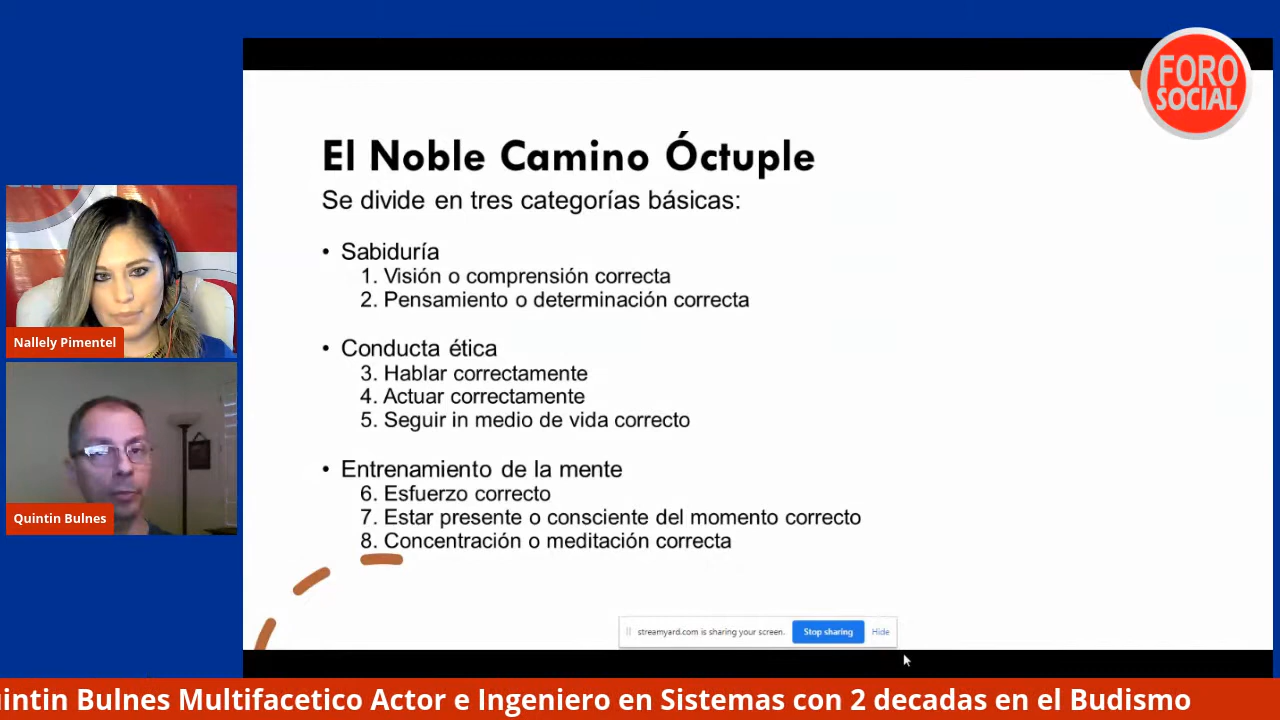 FORO
SOCIAL
El Noble Camino Óctuple
Se divide en tres categorías básicas:
• Sabiduría
1. Visión o comprensión correcta
2. Pensamiento o determinación correcta
• Conducta ética
3. Hablar correctamente
4. Actuar correctamente
5. Seguir in medio de vida correcto
• Entrenamiento de la mente
6. Esfuerzo correcto
7. Estar presente o consciente del momento correcto
8. Concentración o meditación correcta
Nallely Pimentel
Quintin Bulnes
streamyard.com is sharing your screen. Stop sharing Hide
uintin Bulnes Multifacetico Actor e Ingeniero en Sistemas con 2 decadas en el Budismo